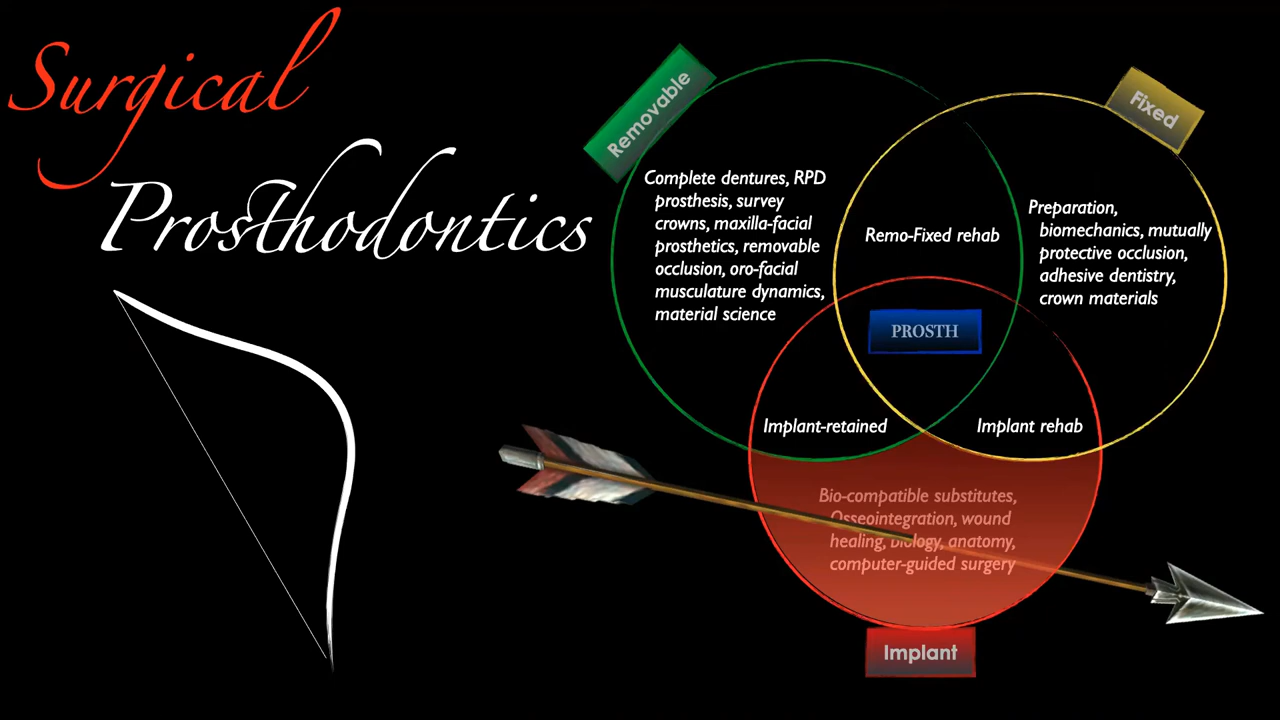 Surgical
Prosthodontics
Removable
Fixed
Complete dentures, RPD
prosthesis, survey
crowns, maxilla-facial
prosthetics, removable
occlusion, oro-facial
musculature dynamics,
material science
Remo-Fixed rehab
Preparation,
biomechanics, mutually
protective occlusion,
adhesive dentistry,
crown materials
PROSTH
Implant-retained
Implant rehab
Bio-compatible substitutes,
Osseointegration, wound
healing, biology, anatomy,
computer-guided surgery
Implant